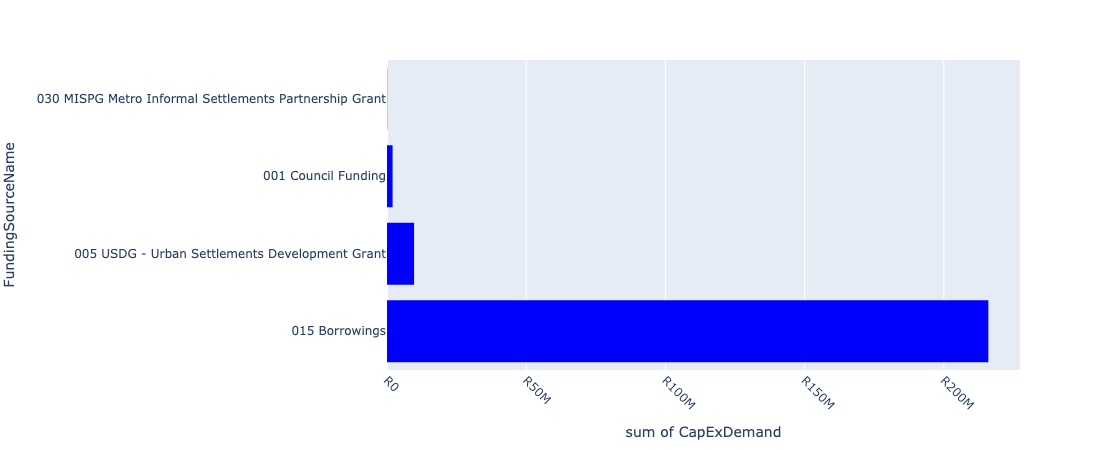 030 MISPG Metro Informal Settlements Partnership Grant
001 Council Funding
005 USDG - Urban Settlements Development Grant
015 Borrowings
FundingSourceName
R0
R50M
R100M
R150M
R200M
sum of CapExDemand